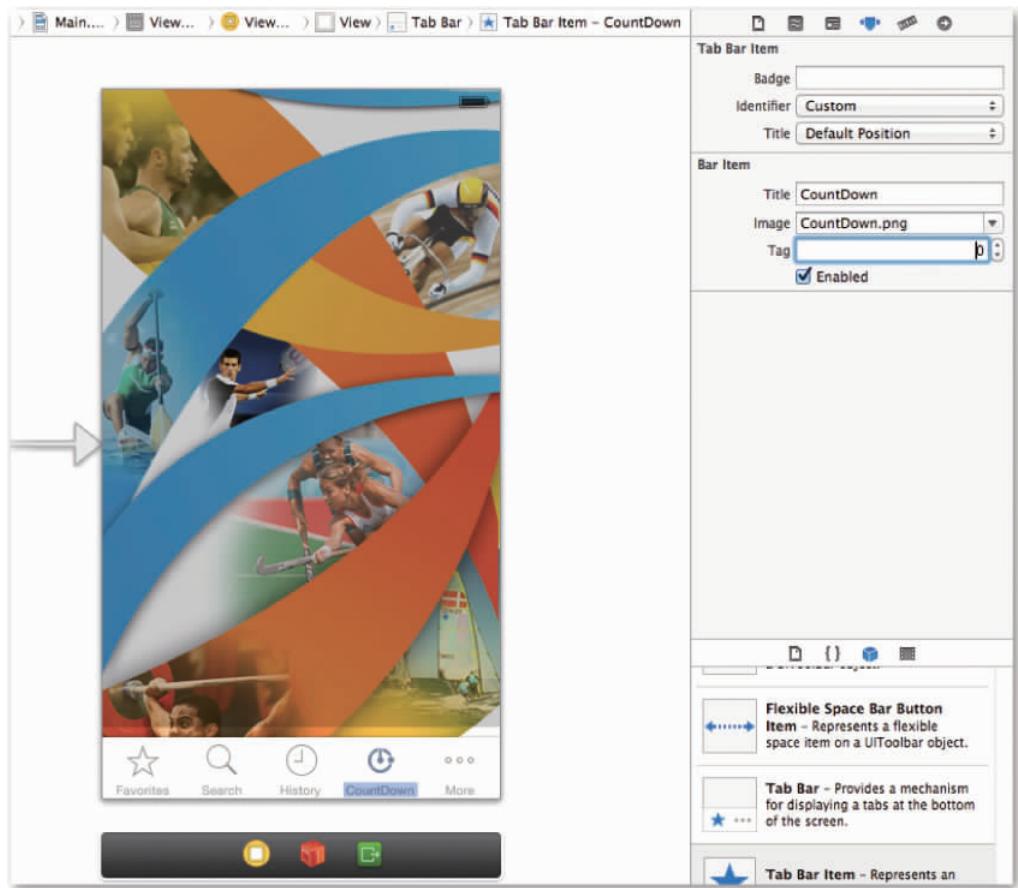 Main.... View... View... View Tab Bar Tab Bar Item – CountDown
Tab Bar Item
Badge
Identifier Custom
Title Default Position
Bar Item
Title CountDown
Image CountDown.png
Tag 0
Enabled
{ }
Flexible Space Bar Button
Item – Represents a flexible
space item on a UIToolbar object.
Tab Bar – Provides a mechanism
for displaying a tabs at the bottom
of the screen.
Tab Bar Item – Represents an
Favorites Search History CountDown More